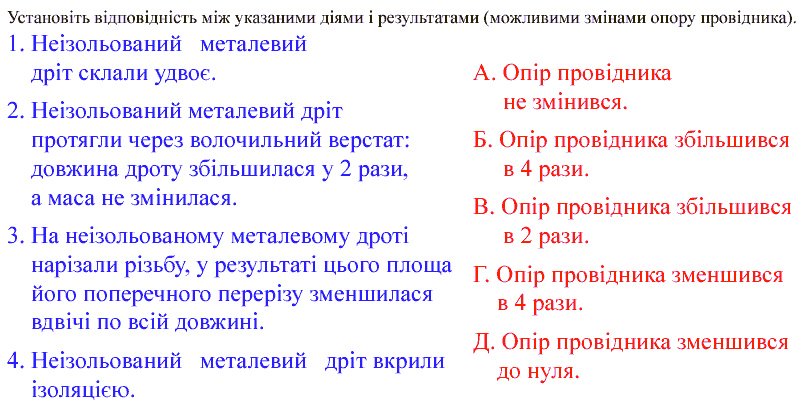 Установіть відповідність між указаними діями і результатами (можливими змінами опору провідника).
1. Неізольований металевий
дріт склали удвоє.
2. Неізольований металевий дріт
протягли через волочильний верстат:
довжина дроту збільшилася у 2 рази,
а маса не змінилася.
3. На неізольованому металевому дроті
нарізали різьбу, у результаті цього площа
його поперечного перерізу зменшилася
вдвічі по всій довжині.
4. Неізольований металевий дріт вкрили
ізоляцією.
А. Опір провідника
не змінився.
Б. Опір провідника збільшився
в 4 рази.
В. Опір провідника збільшився
в 2 рази.
Г. Опір провідника зменшився
в 4 рази.
Д. Опір провідника зменшився
до нуля.